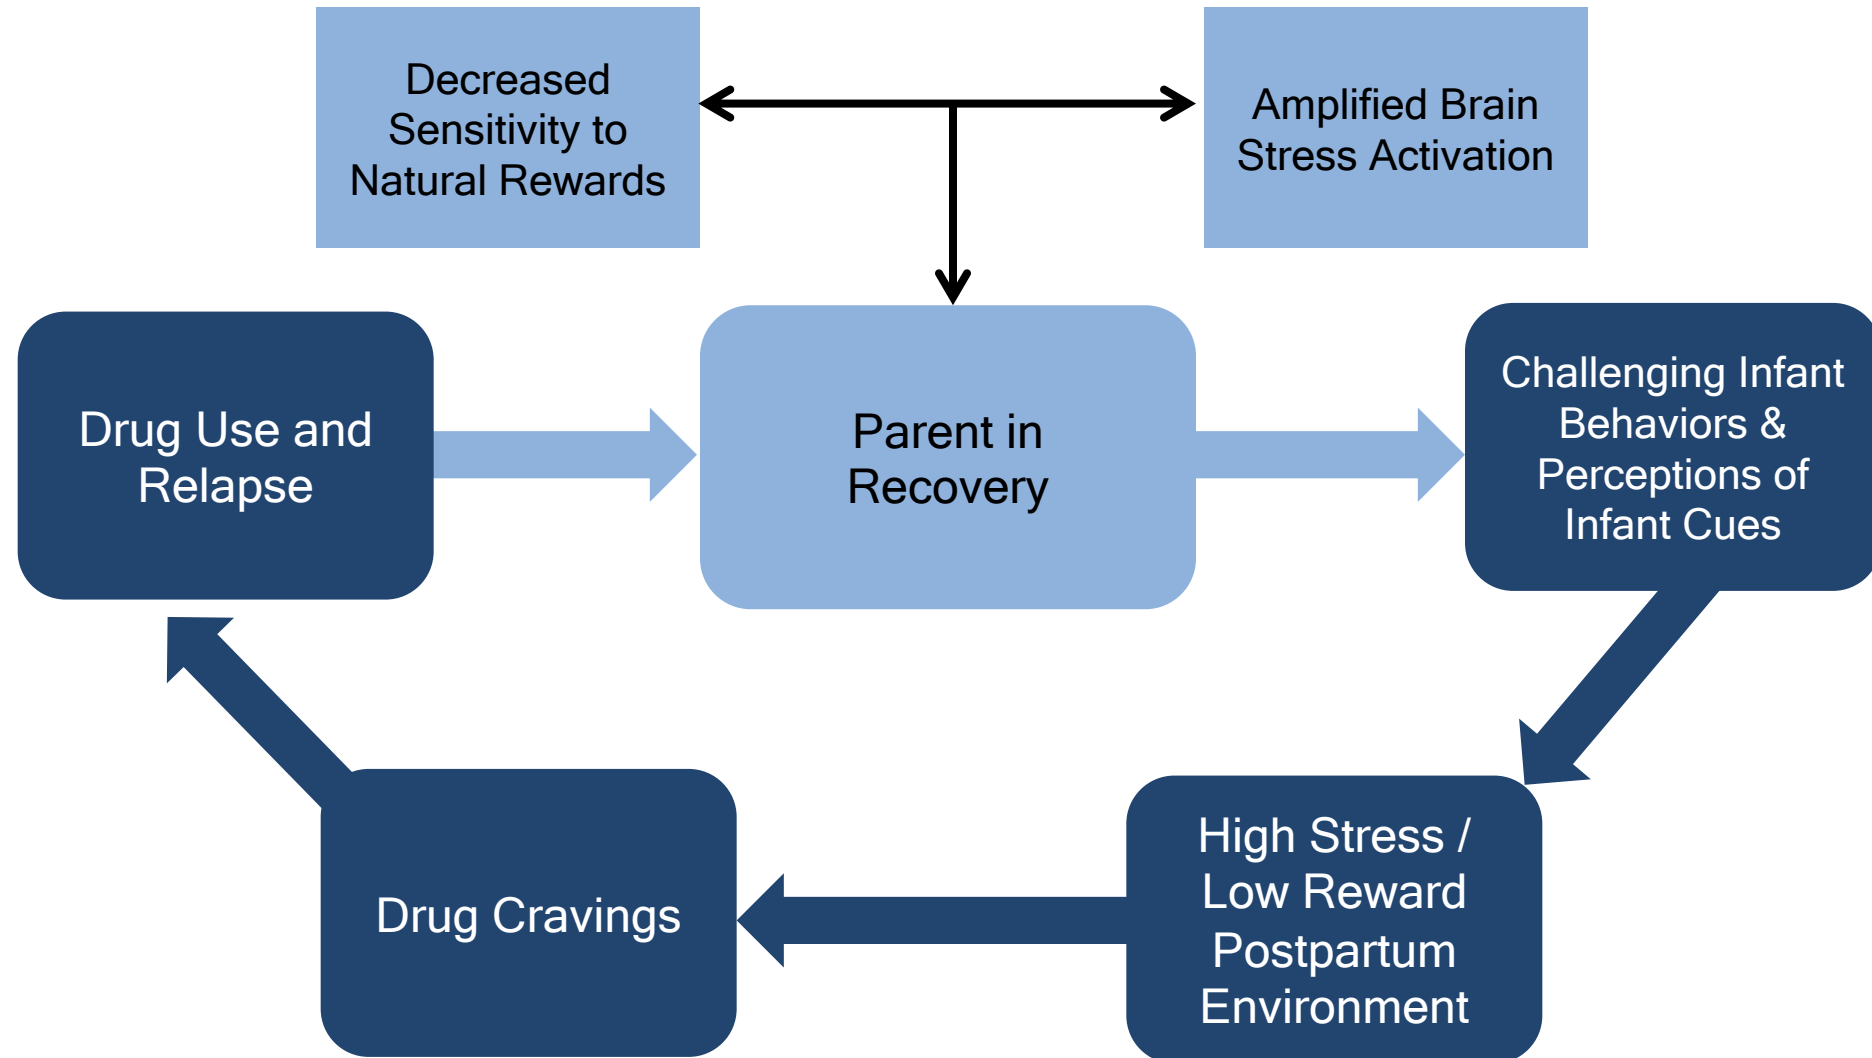 Decreased
Sensitivity to
Natural Rewards
Amplified Brain
Stress Activation
Drug Use and
Relapse
Parent in
Recovery
Challenging Infant
Behaviors &
Perceptions of
Infant Cues
Drug Cravings
High Stress /
Low Reward
Postpartum
Environment